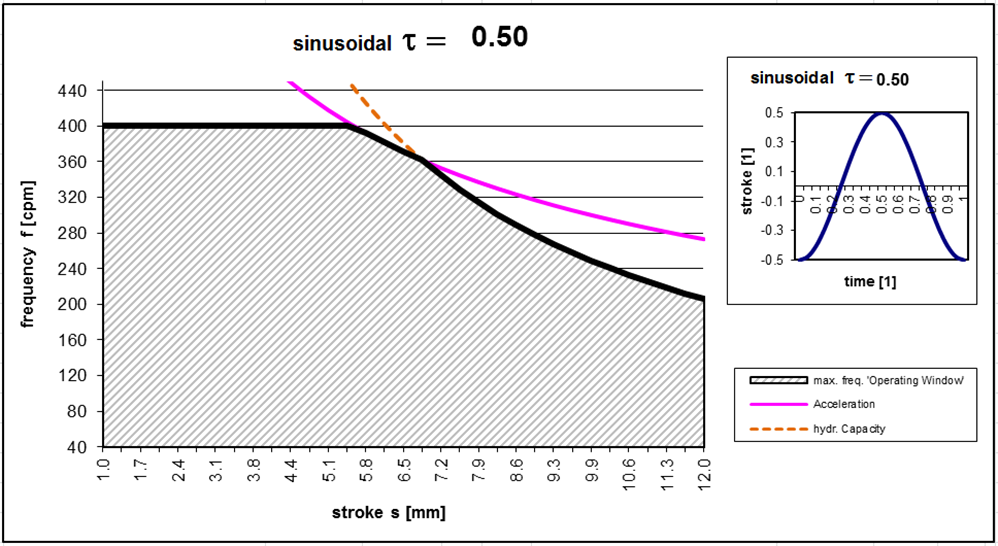 sinusoidal τ = 0.50
frequency f [cpm]
440
400
360
320
280
240
200
160
120
80
40
1.0 1.7 2.4 3.1 3.8 4.4 5.1 5.8 6.5 7.2 7.9 8.6 9.3 9.9 10.6 11.3 12.0
stroke s [mm]
sinusoidal τ = 0.50
stroke [1]
0.5
0.3
0.1
-0.1
-0.3
-0.5
0 0.1 0.2 0.3 0.4 0.5 0.6 0.7 0.8 0.9 1
time [1]
max. freq. 'Operating Window'
Acceleration
hydr. Capacity